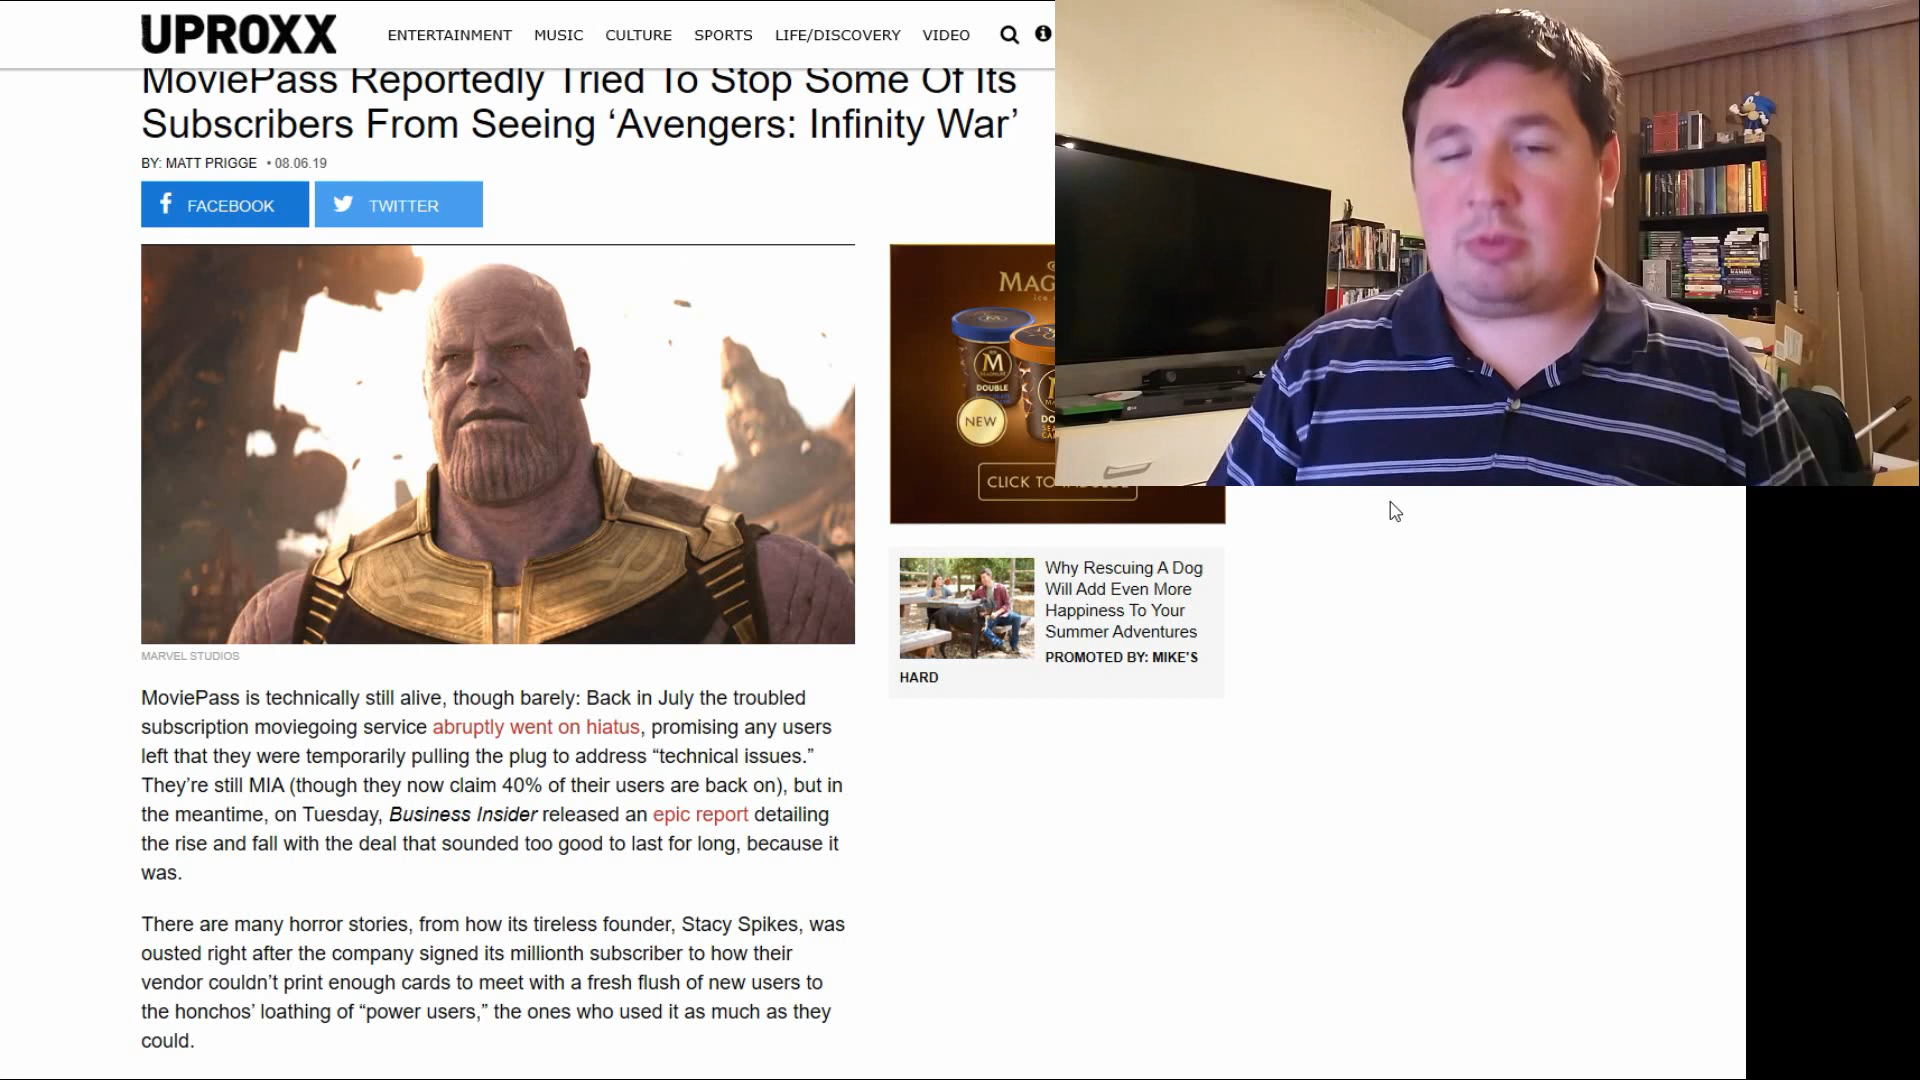 UPROXX
ENTERTAINMENT MUSIC CULTURE SPORTS LIFE/DISCOVERY VIDEO
MoviePass Reportedly Tried To Stop Some Of Its
Subscribers From Seeing ‘Avengers: Infinity War’
BY: MATT PRIGGE • 08.06.19
FACEBOOK TWITTER
MARVEL STUDIOS
MoviePass is technically still alive, though barely: Back in July the troubled
subscription moviegoing service abruptly went on hiatus, promising any users
left that they were temporarily pulling the plug to address “technical issues.”
They’re still MIA (though they now claim 40% of their users are back on), but in
the meantime, on Tuesday, Business Insider released an epic report detailing
the rise and fall with the deal that sounded too good to last for long, because it
was.
There are many horror stories, from how its tireless founder, Stacy Spikes, was
ousted right after the company signed its millionth subscriber to how their
vendor couldn’t print enough cards to meet with a fresh flush of new users to
the honchos’ loathing of “power users,” the ones who used it as much as they
could.
MAG
ice
M
DOUBLE
NEW
CLICK TO
Why Rescuing A Dog
Will Add Even More
Happiness To Your
Summer Adventures
PROMOTED BY: MIKE'S
HARD